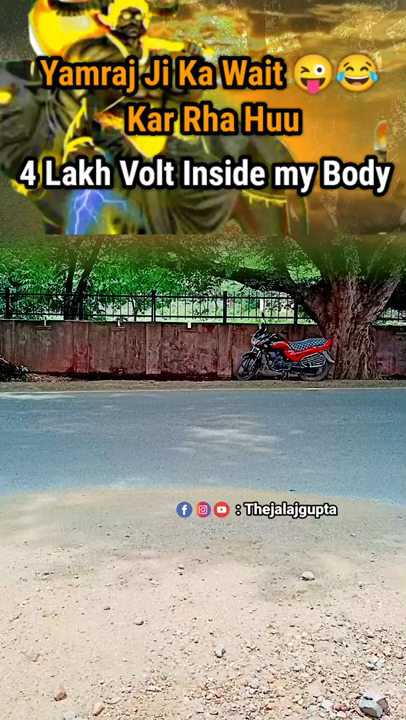 Yamraj Ji Ka Wait 😜😂
Kar Rha Huu
4 Lakh Volt Inside my Body
: Thejalajgupta